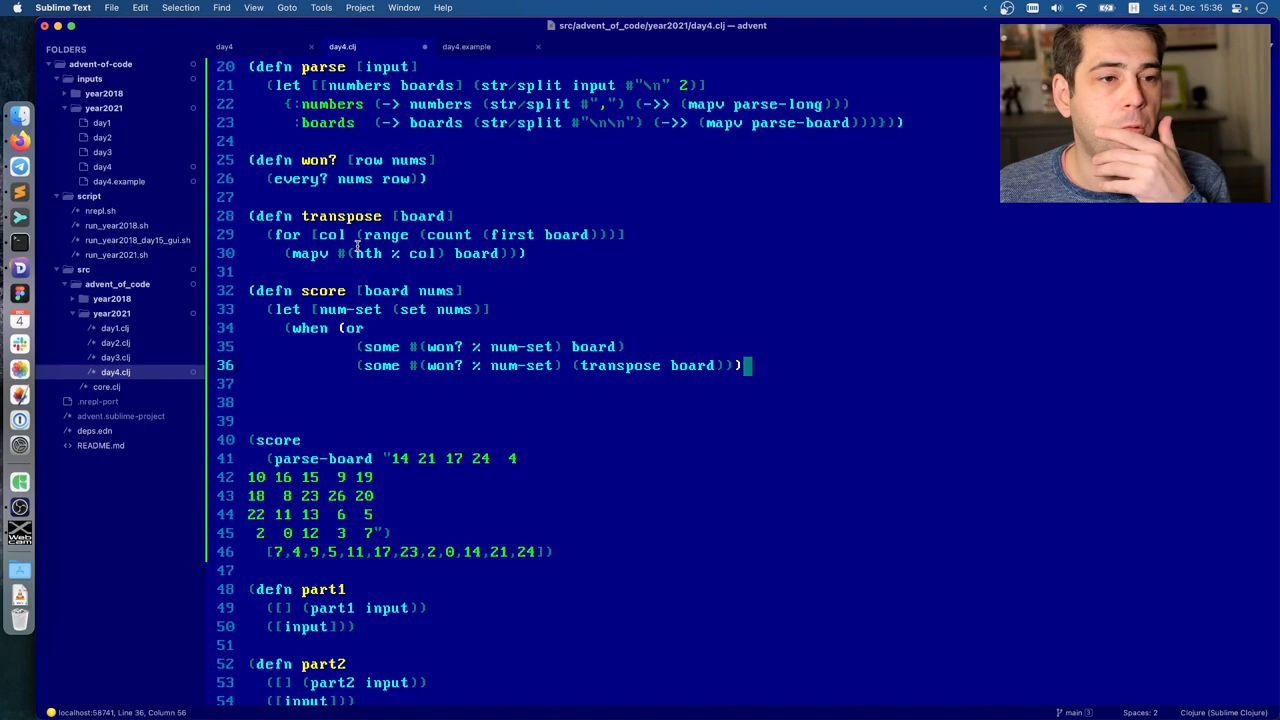 Sublime Text File Edit Selection Find View Goto Tools Project Window Help
Sat 4. Dec 15:36
src/advent_of_code/year2021/day4.clj — advent
FOLDERS
advent-of-code
inputs
year2018
year2021
day1
day2
day3
day4
day4.example
script
nrepl.sh
run_year2018.sh
run_year2018_day15_gui.sh
run_year2021.sh
src
advent_of_code
year2018
year2021
day1.clj
day2.clj
day3.clj
day4.clj
core.clj
.nrepl-port
advent.sublime-project
deps.edn
README.md
day4
day4.clj
day4.example
20 (defn parse [input]
21 (let [[numbers boards] (str/split input #"\n" 2)]
22 {:numbers (-> numbers (str/split #",") (->> (mapv parse-long)))
23 :boards (-> boards (str/split #"\n\n") (->> (mapv parse-board)))}))
24
25 (defn won? [row nums]
26 (every? nums row))
27
28 (defn transpose [board]
29 (for [col (range (count (first board)))]
30 (mapv #(nth % col) board)))
31
32 (defn score [board nums]
33 (let [num-set (set nums)]
34 (when (or
35 (some #(won? % num-set) board)
36 (some #(won? % num-set) (transpose board)))
37
38
39
40 (score
41 (parse-board "14 21 17 24 4
42 10 16 15 9 19
43 18 8 23 26 20
44 22 11 13 6 5
45 2 0 12 3 7")
46 [7,4,9,5,11,17,23,2,0,14,21,24])
47
48 (defn part1
49 ([] (part1 input))
50 ([input]))
51
52 (defn part2
53 ([] (part2 input))
54 ([input]))
localhost:58741, Line 36, Column 56
main 3
Spaces: 2
Clojure (Sublime Clojure)